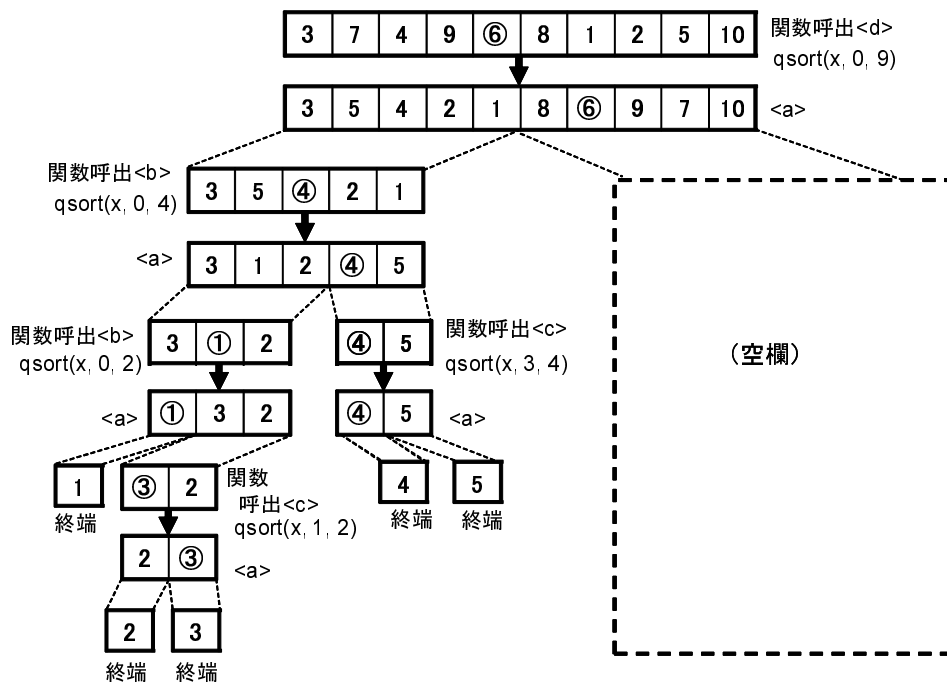 3 7 4 9 ⑥ 8 1 2 5 10
関数呼出<d>
qsort(x, 0, 9)
3 5 4 2 1 8 ⑥ 9 7 10
<a>
関数呼出<b>
qsort(x, 0, 4)
3 5 ④ 2 1
<a>
3 1 2 ④ 5
関数呼出<b>
qsort(x, 0, 2)
3 ① 2
④ 5
関数呼出<c>
qsort(x, 3, 4)
(空欄)
<a>
① 3 2
④ 5
<a>
1
終端
③ 2
関数
呼出<c>
qsort(x, 1, 2)
4
終端
5
終端
2 ③
<a>
2
終端
3
終端